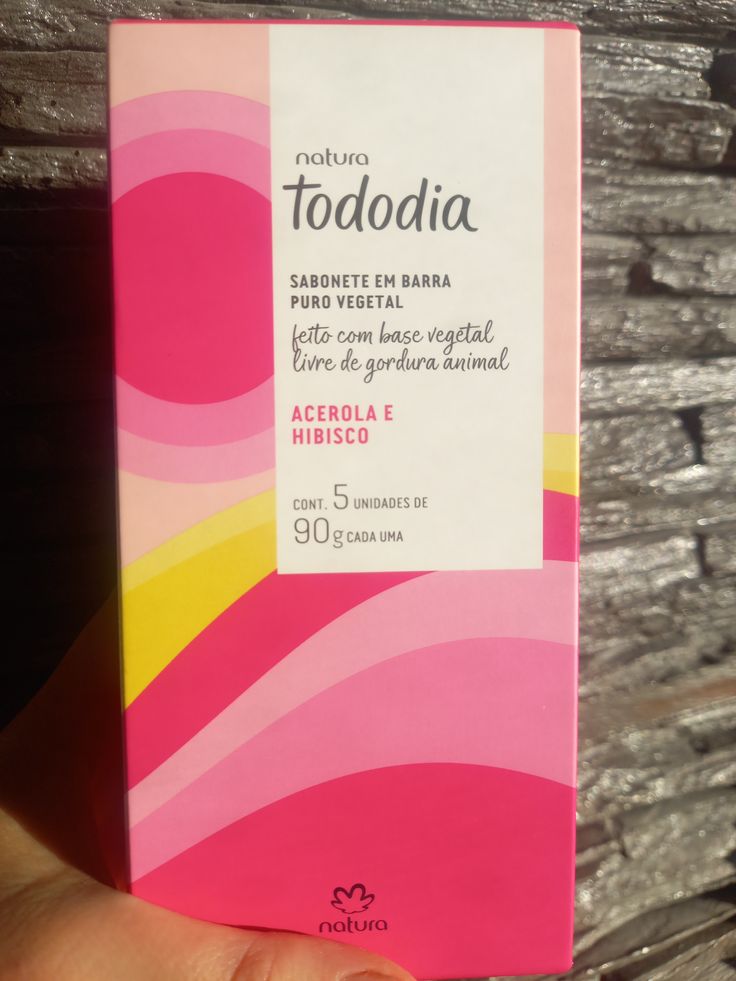 natura
Tododia
SABONETE EM BARRA
PURO VEGETAL
feito com base vegetal
livre de gordura animal
ACEROLA E
HIBISCO
CONT. 5 UNIDADES DE
90g CADA UMA
natura